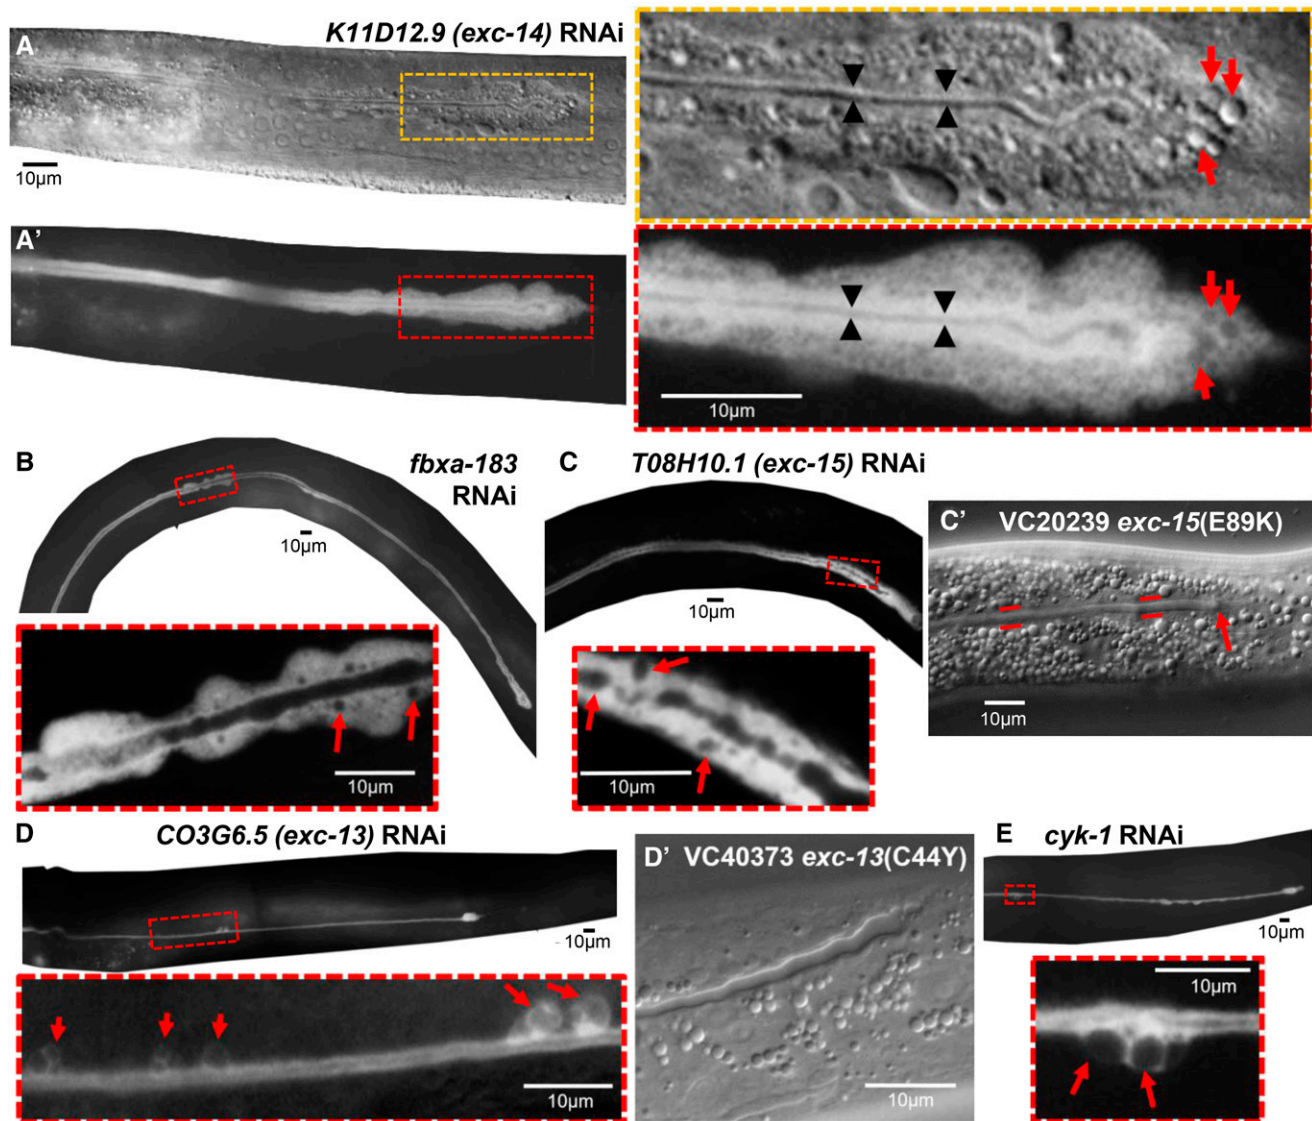 A
K11D12.9 (exc-14) RNAi
10µm
A’
10µm
B
fbxa-183
RNAi
10µm
10µm
C
T08H10.1 (exc-15) RNAi
10µm
10µm
C’ VC20239 exc-15(E89K)
10µm
D
CO3G6.5 (exc-13) RNAi
10µm
10µm
D’ VC40373 exc-13(C44Y)
10µm
E
cyk-1 RNAi
10µm
10µm